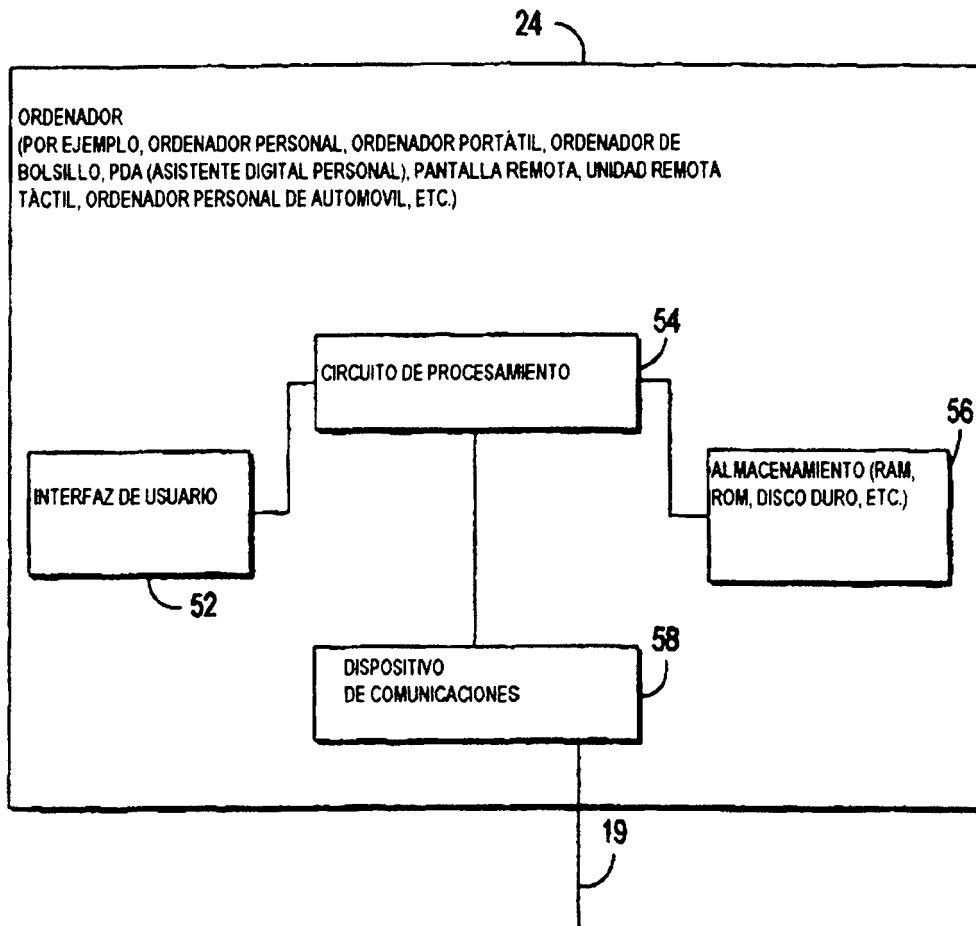 24
ORDENADOR
(POR EJEMPLO, ORDENADOR PERSONAL, ORDENADOR PORTÀTIL, ORDENADOR DE
BOLSILLO, PDA (ASISTENTE DIGITAL PERSONAL), PANTALLA REMOTA, UNIDAD REMOTA
TÀCTIL, ORDENADOR PERSONAL DE AUTOMOVIL, ETC.)
54
CIRCUITO DE PROCESAMIENTO
56
INTERFAZ DE USUARIO
ALMACENAMIENTO (RAM,
ROM, DISCO DURO, ETC.)
52
58
DISPOSITIVO
DE COMUNICACIONES
19